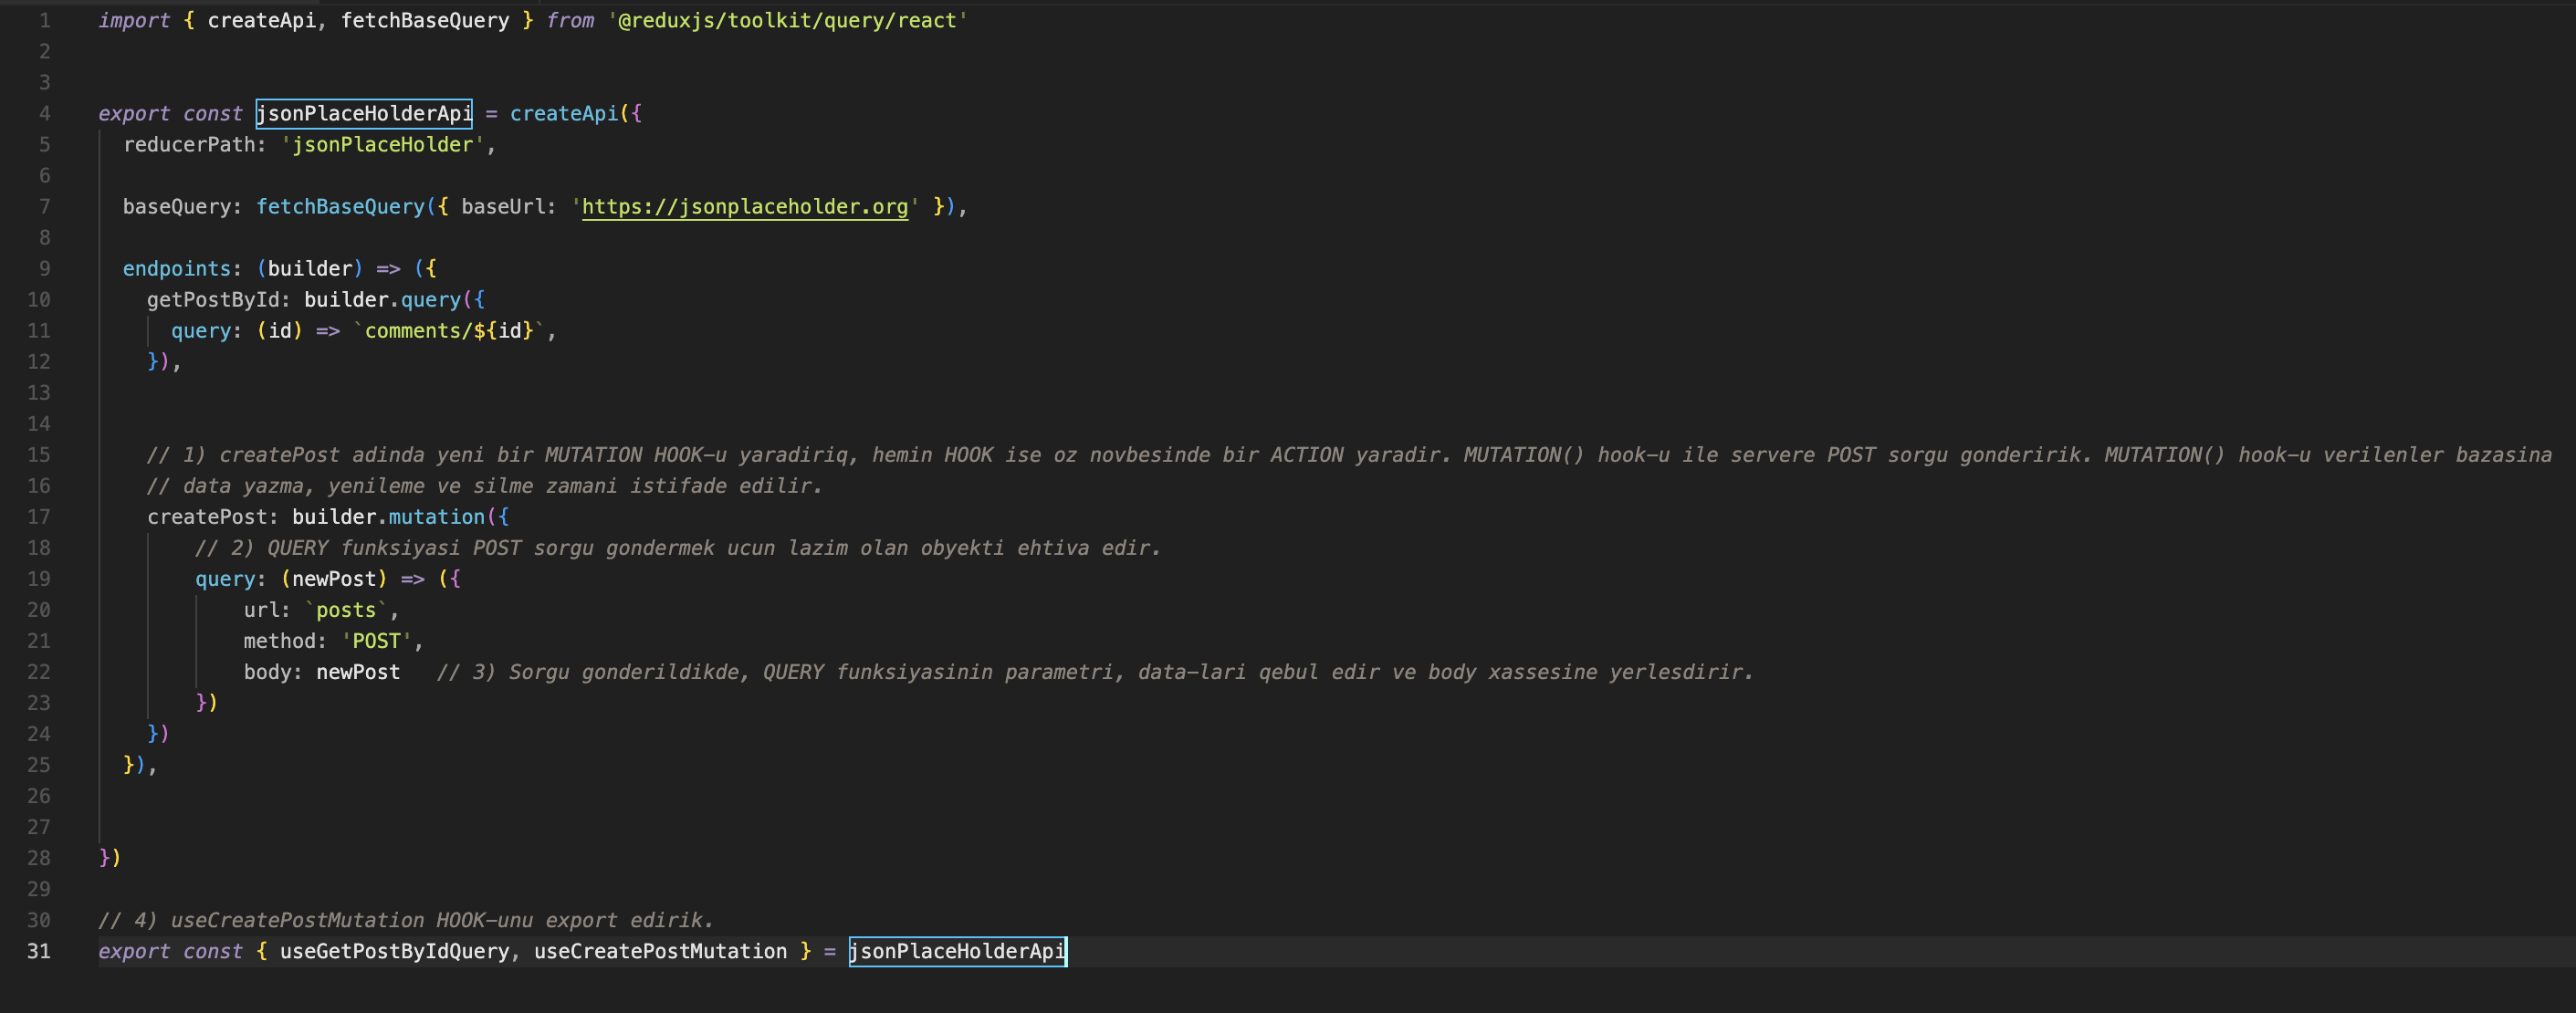 1 import { createApi, fetchBaseQuery } from '@reduxjs/toolkit/query/react'
2
3
4 export const jsonPlaceHolderApi = createApi({
5 reducerPath: 'jsonPlaceHolder',
6
7 baseQuery: fetchBaseQuery({ baseUrl: 'https://jsonplaceholder.org' }),
8
9 endpoints: (builder) => ({
10 getPostById: builder.query({
11 query: (id) => `comments/${id}`,
12 }),
13
14
15 // 1) createPost adinda yeni bir MUTATION HOOK-u yaradiriq, hemin HOOK ise oz novbesinde bir ACTION yaradir. MUTATION() hook-u ile servere POST sorgu gonderirik. MUTATION() hook-u verilenler bazasina
16 // data yazma, yenileme ve silme zamani istifade edilir.
17 createPost: builder.mutation({
18 // 2) QUERY funksiyasi POST sorgu gondermek ucun lazim olan obyekti ehtiva edir.
19 query: (newPost) => ({
20 url: `posts`,
21 method: 'POST',
22 body: newPost // 3) Sorgu gonderildikde, QUERY funksiyasinin parametri, data-lari qebul edir ve body xassesine yerlesdirir.
23 })
24 })
25 }),
26
27
28 })
29
30 // 4) useCreatePostMutation HOOK-unu export edirik.
31 export const { useGetPostByIdQuery, useCreatePostMutation } = jsonPlaceHolderApi